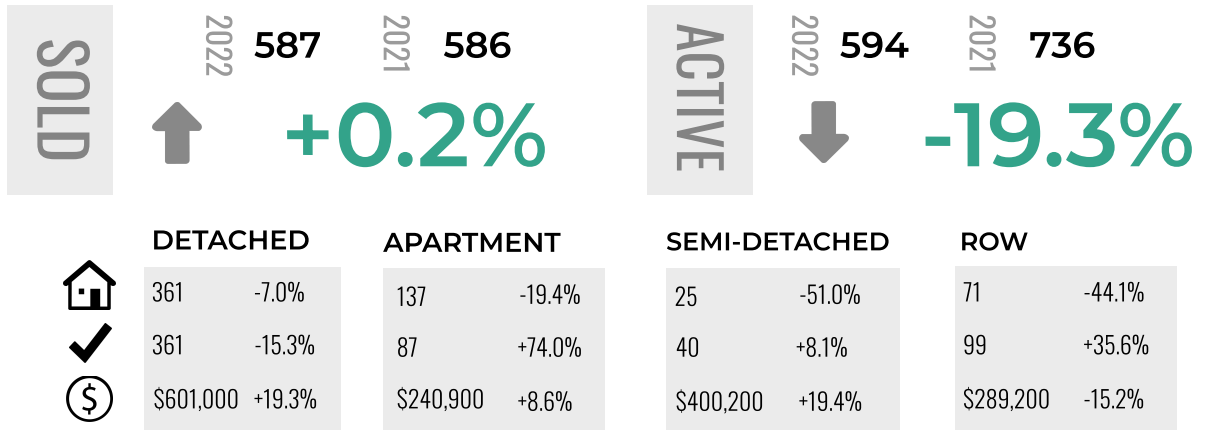 SOLD
2022 587 2021 586
+0.2%
ACTIVE
2022 594 2021 736
-19.3%
DETACHED
361 -7.0%
361 -15.3%
$601,000 +19.3%
APARTMENT
137 -19.4%
87 +74.0%
$240,900 +8.6%
SEMI-DETACHED
25 -51.0%
40 +8.1%
$400,200 +19.4%
ROW
71 -44.1%
99 +35.6%
$289,200 -15.2%